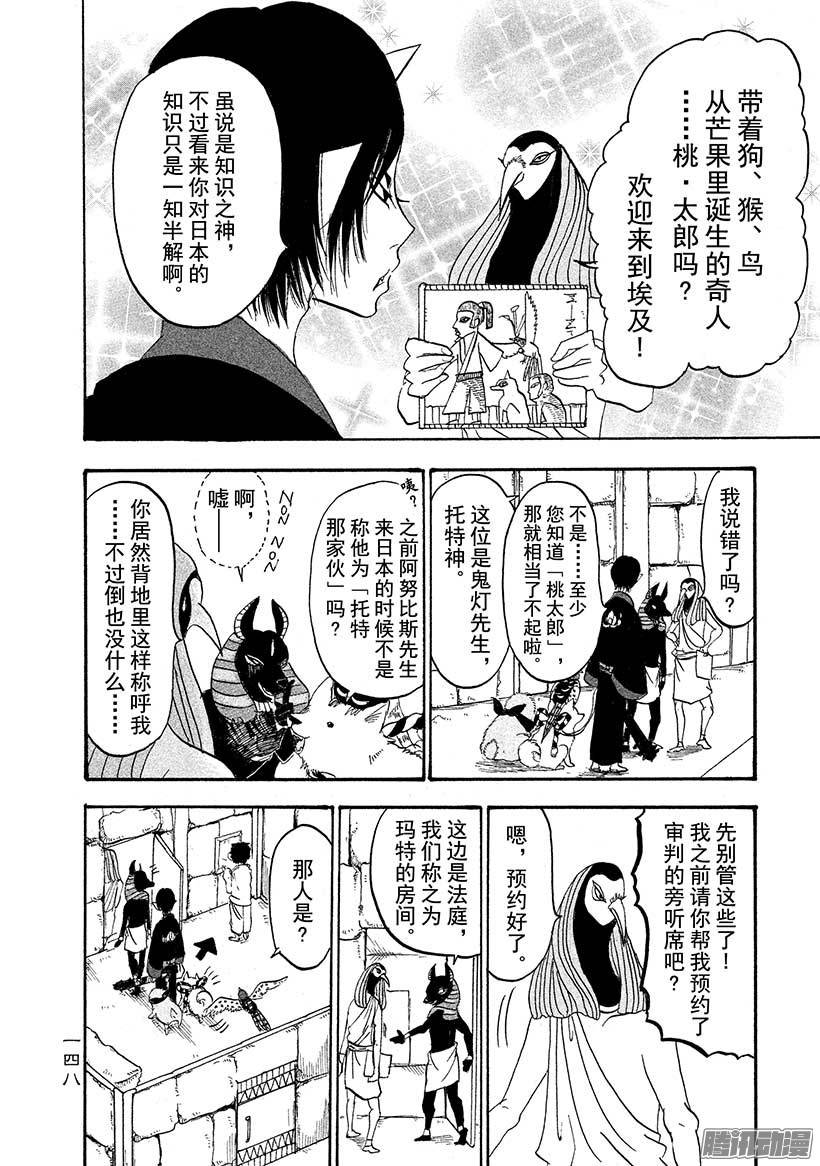 带着狗、猴、鸟
从芒果里诞生的奇人
……桃·太郎吗？
欢迎来到埃及！
虽说是知识之神，
不过看来你对日本的
知识只是一知半解啊。
我说错了吗？
不是……至少
您知道「桃太郎」，
那就相当了不起啦。
这位是鬼灯先生，
托特神。
咦？
之前阿努比斯先生
来日本的时候不是
称他为「托特
那家伙」吗？
NON NON
啊，
嘘——
你居然背地里这样称呼我
……不过倒也没什么……
先别管这些了！
我之前请你帮我预约了
审判的旁听席吧？
嗯，预约好了。
这边是法庭，
我们称之为
玛特的房间。
那人是？
一四八
腾讯动漫